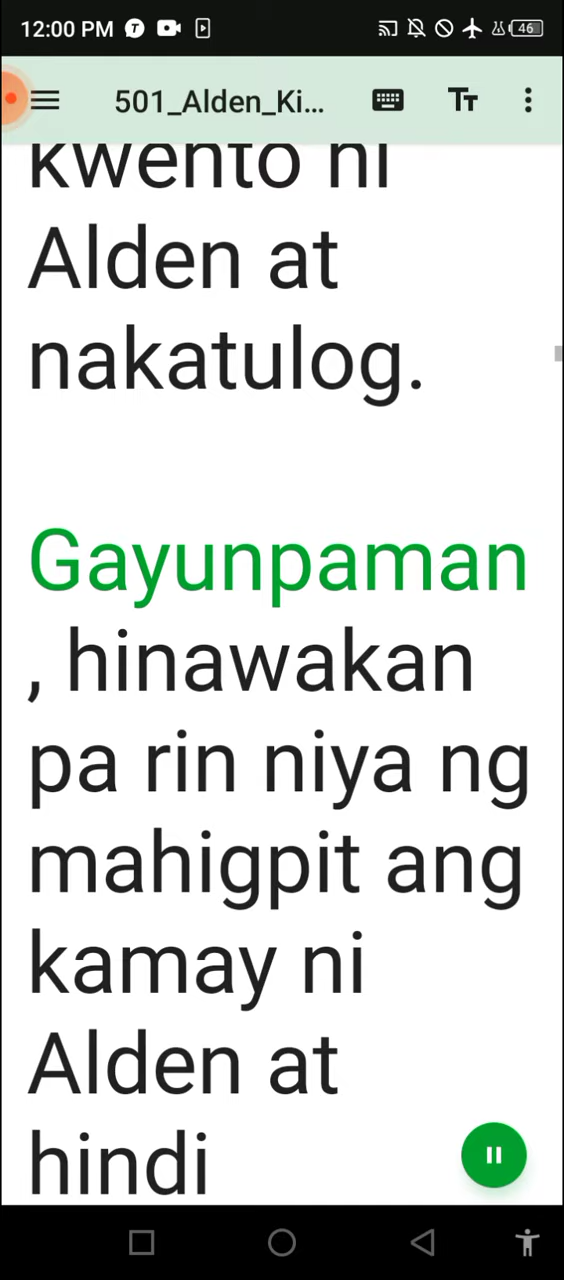 12:00 PM
46
501_Alden_Ki...
kwento ni
Alden at
nakatulog.
Gayunpaman
, hinawakan
pa rin niya ng
mahigpit ang
kamay ni
Alden at
hindi